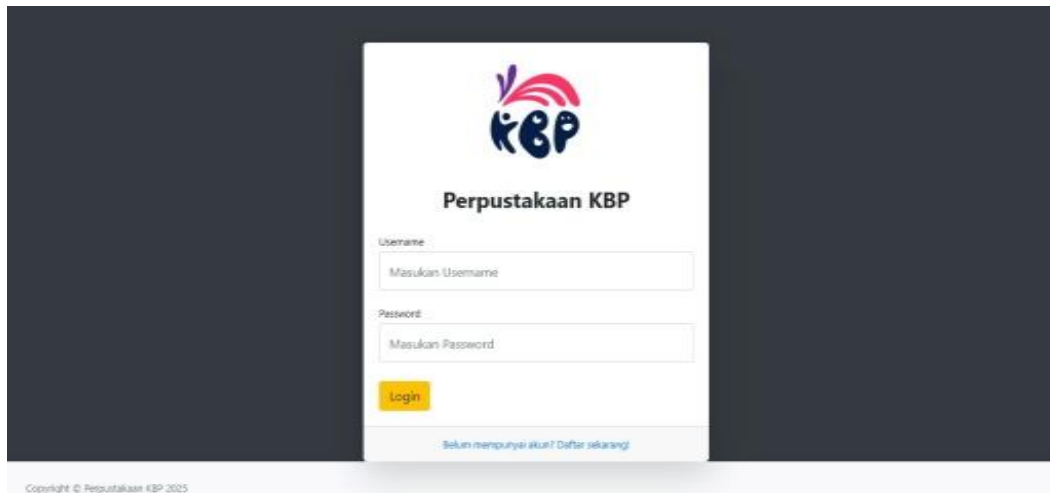 KBP
Perpustakaan KBP
Username
Masukan Username
Password
Masukan Password
Login
Belum mempunyai akun? Daftar sekarang!
Copyright © Perpustakaan KBP 2025